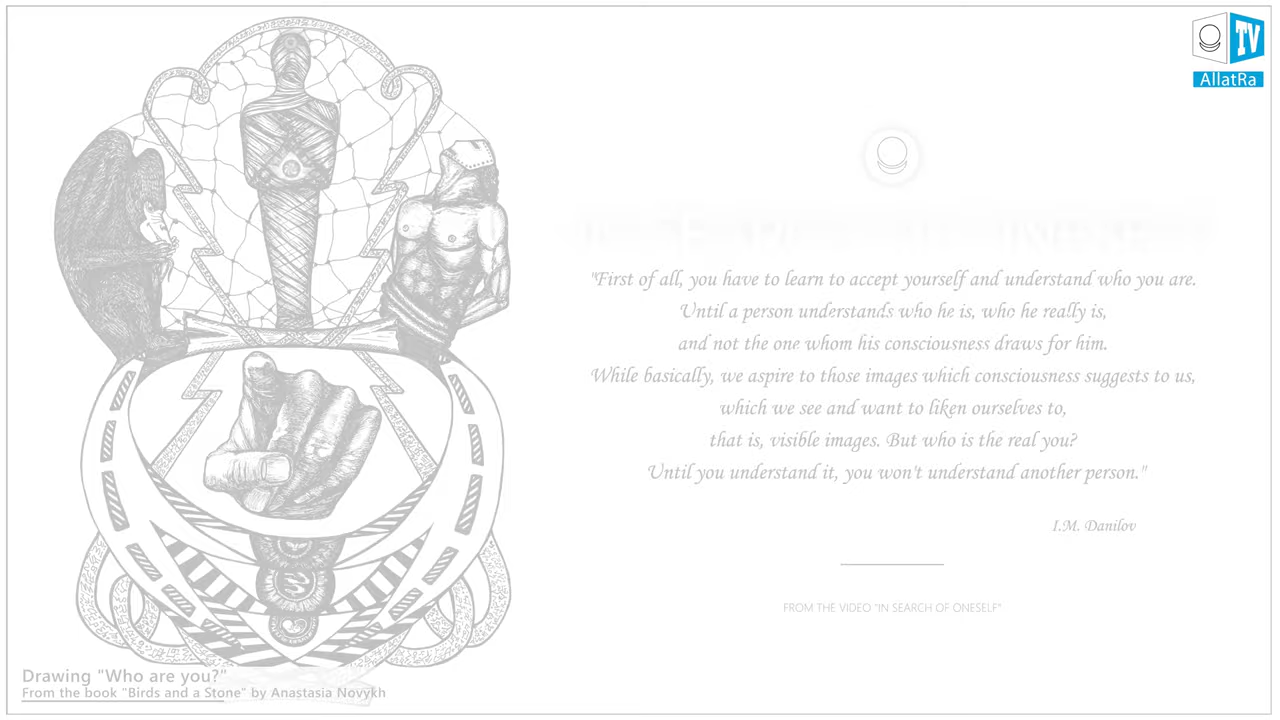 TV
AllatRa
"First of all, you have to learn to accept yourself and understand who you are.
Until a person understands who he is, who he really is,
and not the one whom his consciousness draws for him.
While basically, we aspire to those images which consciousness suggests to us,
which we see and want to liken ourselves to,
that is, visible images. But who is the real you?
Until you understand it, you won't understand another person."
I.M. Danilov
FROM THE VIDEO "IN SEARCH OF ONESELF"
Drawing "Who are you?"
From the book "Birds and a Stone" by Anastasia Novykh